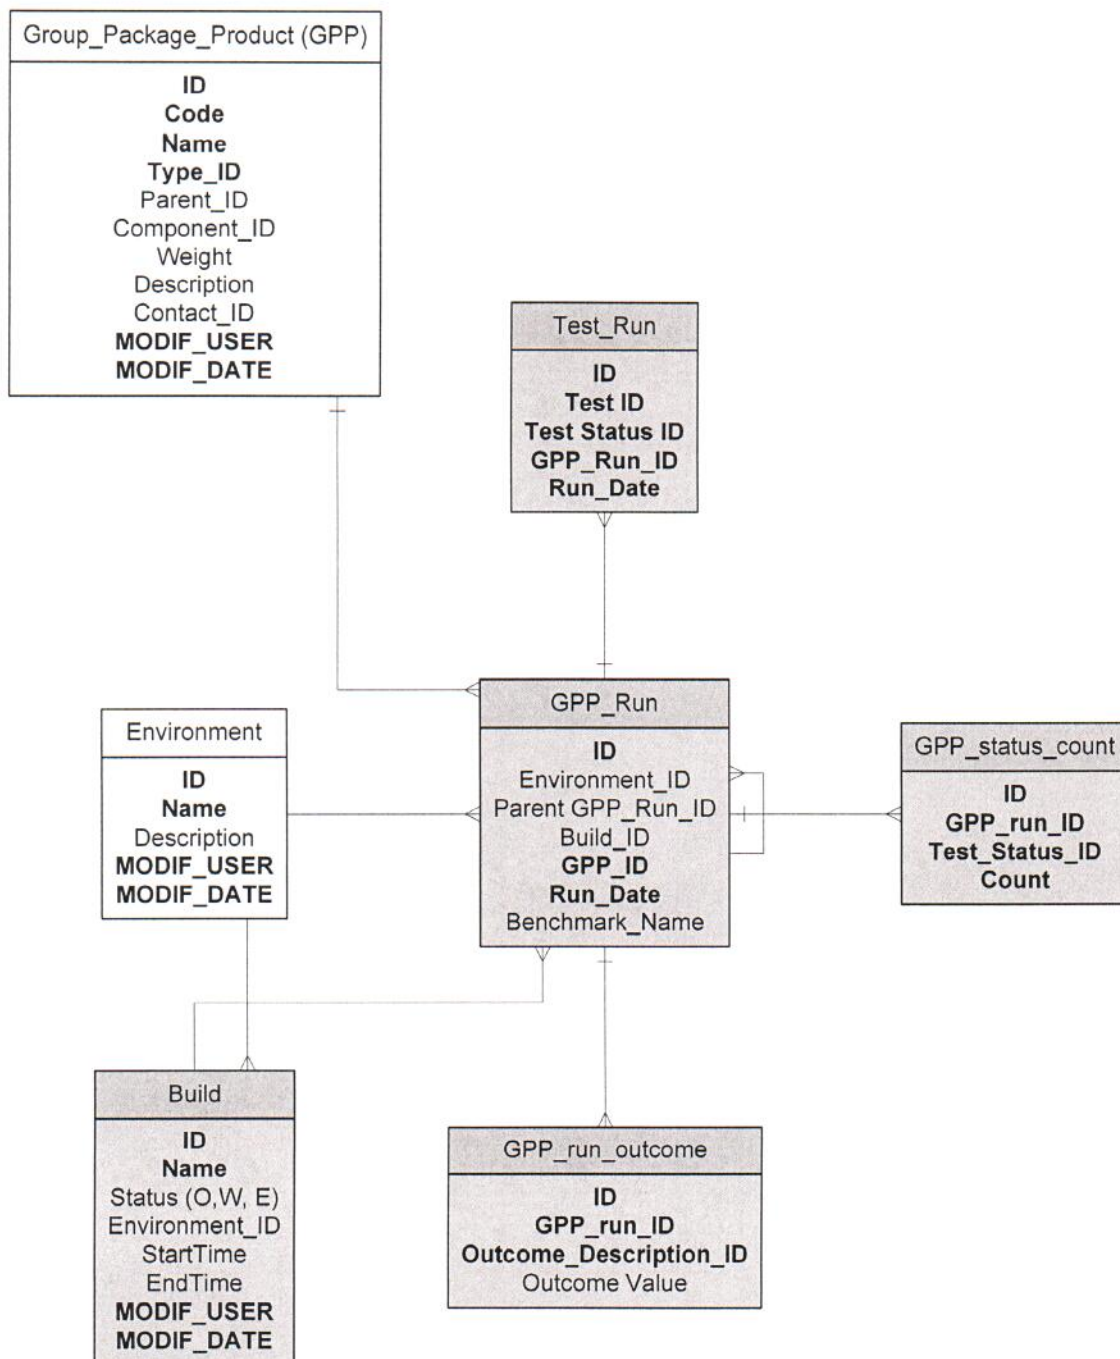 Group_Package_Product (GPP)
ID
Code
Name
Type_ID
Parent_ID
Component_ID
Weight
Description
Contact_ID
MODIF_USER
MODIF_DATE
Test_Run
ID
Test ID
Test Status ID
GPP_Run_ID
Run_Date
GPP_Run
ID
Environment_ID
Parent GPP_Run_ID
Build_ID
GPP_ID
Run_Date
Benchmark_Name
Environment
ID
Name
Description
MODIF_USER
MODIF_DATE
GPP_status_count
ID
GPP_run_ID
Test_Status_ID
Count
Build
ID
Name
Status (O,W, E)
Environment_ID
StartTime
EndTime
MODIF_USER
MODIF_DATE
GPP_run_outcome
ID
GPP_run_ID
Outcome_Description_ID
Outcome Value